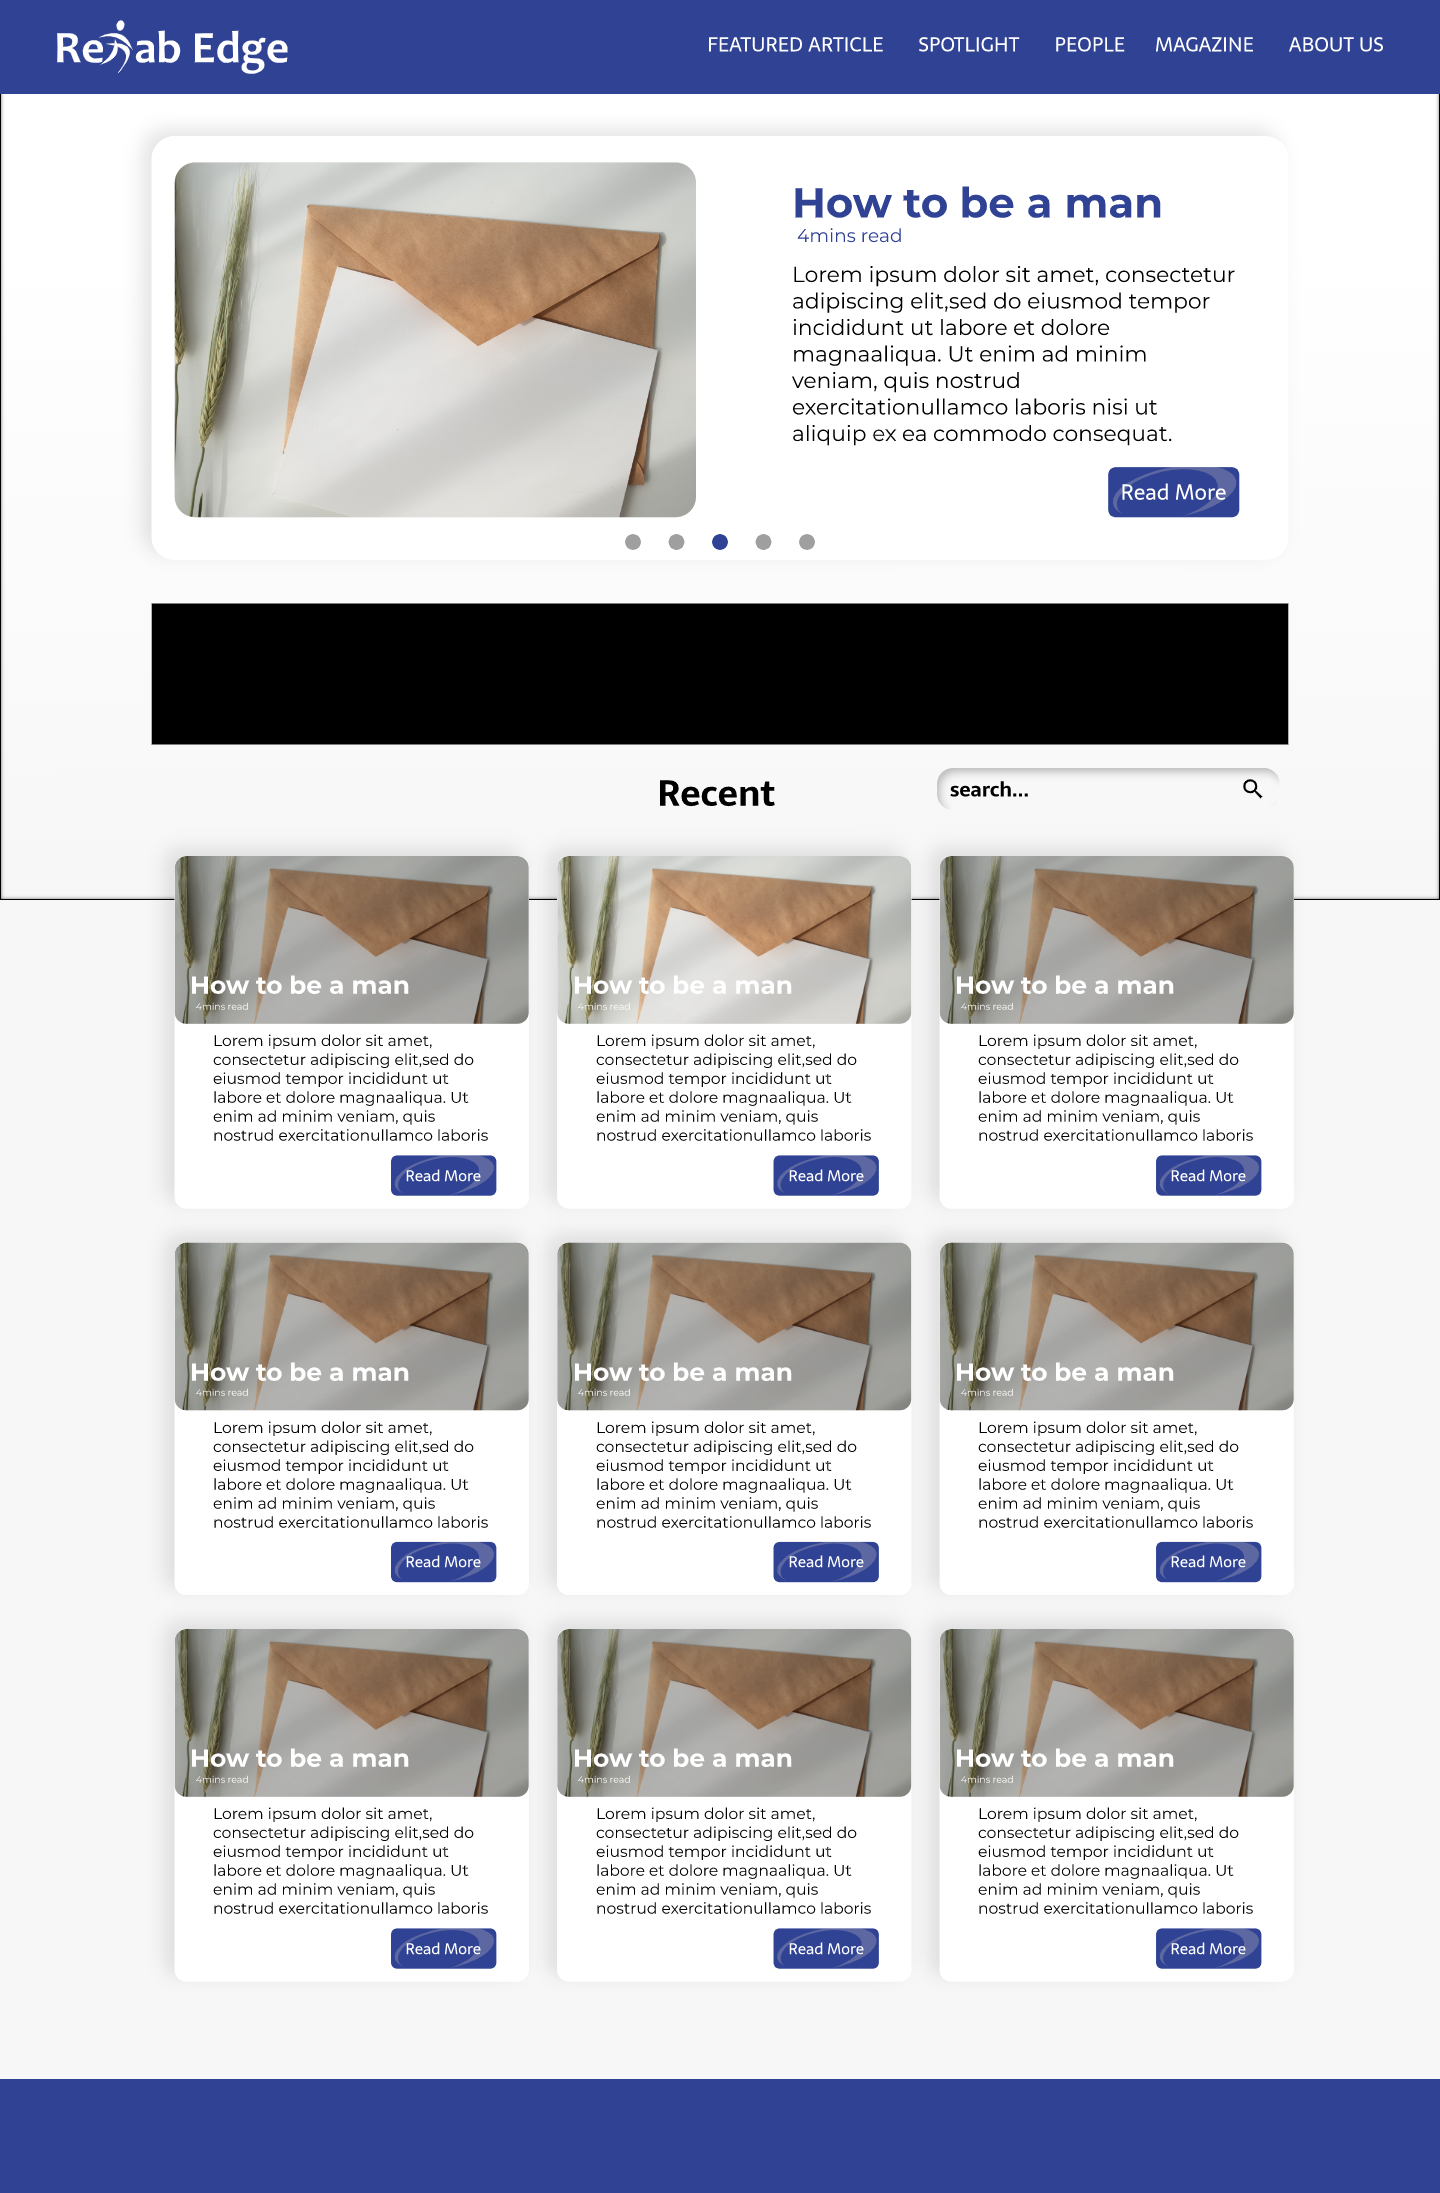 Rehab Edge
FEATURED ARTICLE SPOTLIGHT PEOPLE MAGAZINE ABOUT US
How to be a man
4mins read
Lorem ipsum dolor sit amet, consectetur
adipiscing elit,sed do eiusmod tempor
incididunt ut labore et dolore
magnaaliqua. Ut enim ad minim
veniam, quis nostrud
exercitationullamco laboris nisi ut
aliquip ex ea commodo consequat.
Read More
Recent
search...
How to be a man
4mins read
Lorem ipsum dolor sit amet,
consectetur adipiscing elit,sed do
eiusmod tempor incididunt ut
labore et dolore magnaaliqua. Ut
enim ad minim veniam, quis
nostrud exercitationullamco laboris
Read More
How to be a man
4mins read
Lorem ipsum dolor sit amet,
consectetur adipiscing elit,sed do
eiusmod tempor incididunt ut
labore et dolore magnaaliqua. Ut
enim ad minim veniam, quis
nostrud exercitationullamco laboris
Read More
How to be a man
4mins read
Lorem ipsum dolor sit amet,
consectetur adipiscing elit,sed do
eiusmod tempor incididunt ut
labore et dolore magnaaliqua. Ut
enim ad minim veniam, quis
nostrud exercitationullamco laboris
Read More
How to be a man
4mins read
Lorem ipsum dolor sit amet,
consectetur adipiscing elit,sed do
eiusmod tempor incididunt ut
labore et dolore magnaaliqua. Ut
enim ad minim veniam, quis
nostrud exercitationullamco laboris
Read More
How to be a man
4mins read
Lorem ipsum dolor sit amet,
consectetur adipiscing elit,sed do
eiusmod tempor incididunt ut
labore et dolore magnaaliqua. Ut
enim ad minim veniam, quis
nostrud exercitationullamco laboris
Read More
How to be a man
4mins read
Lorem ipsum dolor sit amet,
consectetur adipiscing elit,sed do
eiusmod tempor incididunt ut
labore et dolore magnaaliqua. Ut
enim ad minim veniam, quis
nostrud exercitationullamco laboris
Read More
How to be a man
4mins read
Lorem ipsum dolor sit amet,
consectetur adipiscing elit,sed do
eiusmod tempor incididunt ut
labore et dolore magnaaliqua. Ut
enim ad minim veniam, quis
nostrud exercitationullamco laboris
Read More
How to be a man
4mins read
Lorem ipsum dolor sit amet,
consectetur adipiscing elit,sed do
eiusmod tempor incididunt ut
labore et dolore magnaaliqua. Ut
enim ad minim veniam, quis
nostrud exercitationullamco laboris
Read More
How to be a man
4mins read
Lorem ipsum dolor sit amet,
consectetur adipiscing elit,sed do
eiusmod tempor incididunt ut
labore et dolore magnaaliqua. Ut
enim ad minim veniam, quis
nostrud exercitationullamco laboris
Read More